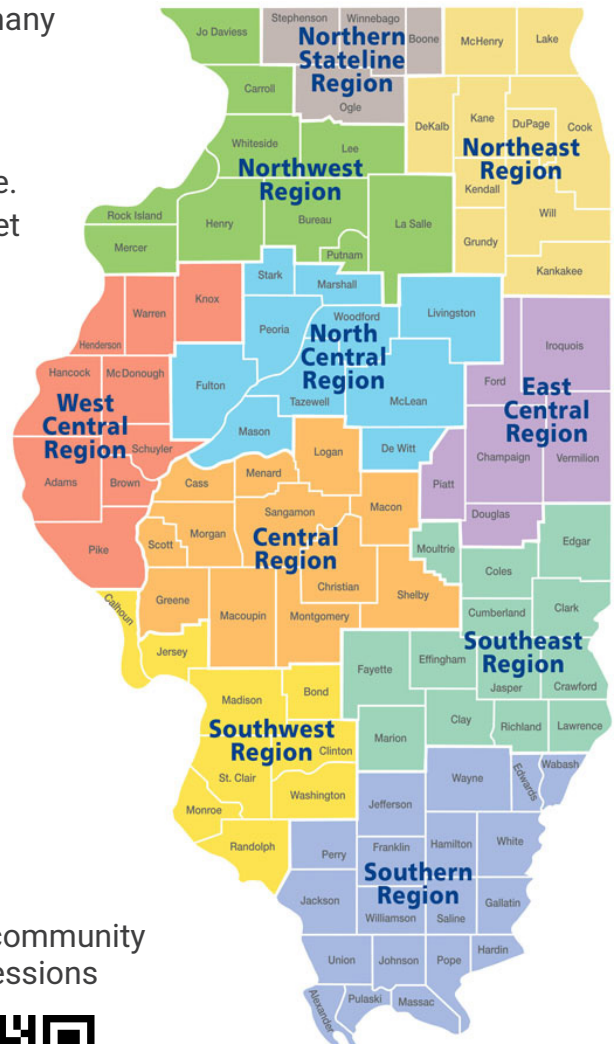 many
e.
et
community
essions
Jo Daviess
Stephenson
Winnebago
Boone
McHenry
Lake
Northern
Stateline
Region
Carroll
Ogle
DeKalb
Kane
DuPage
Cook
Whiteside
Lee
Northwest
Region
Northeast
Region
Kendall
Rock Island
Henry
Bureau
La Salle
Will
Mercer
Putnam
Grundy
Kankakee
Stark
Marshall
Knox
Warren
Henderson
Peoria
Woodford
Livingston
Iroquois
North
Central
Region
Hancock
McDonough
Fulton
Tazewell
McLean
Ford
East
Central
Region
West
Central
Region
Mason
De Witt
Schuyler
Logan
Champaign
Vermilion
Adams
Brown
Cass
Menard
Piatt
Macon
Sangamon
Douglas
Pike
Scott
Morgan
Central
Region
Moultrie
Edgar
Coles
Christian
Shelby
Greene
Macoupin
Montgomery
Cumberland
Clark
Calhoun
Jersey
Southeast
Region
Fayette
Effingham
Jasper
Crawford
Madison
Bond
Clay
Richland
Lawrence
Southwest
Region
Clinton
Marion
St. Clair
Washington
Wayne
Edwards
Wabash
Monroe
Jefferson
Randolph
Perry
Franklin
Hamilton
White
Southern
Region
Jackson
Williamson
Saline
Gallatin
Union
Johnson
Pope
Hardin
Alexander
Pulaski
Massac